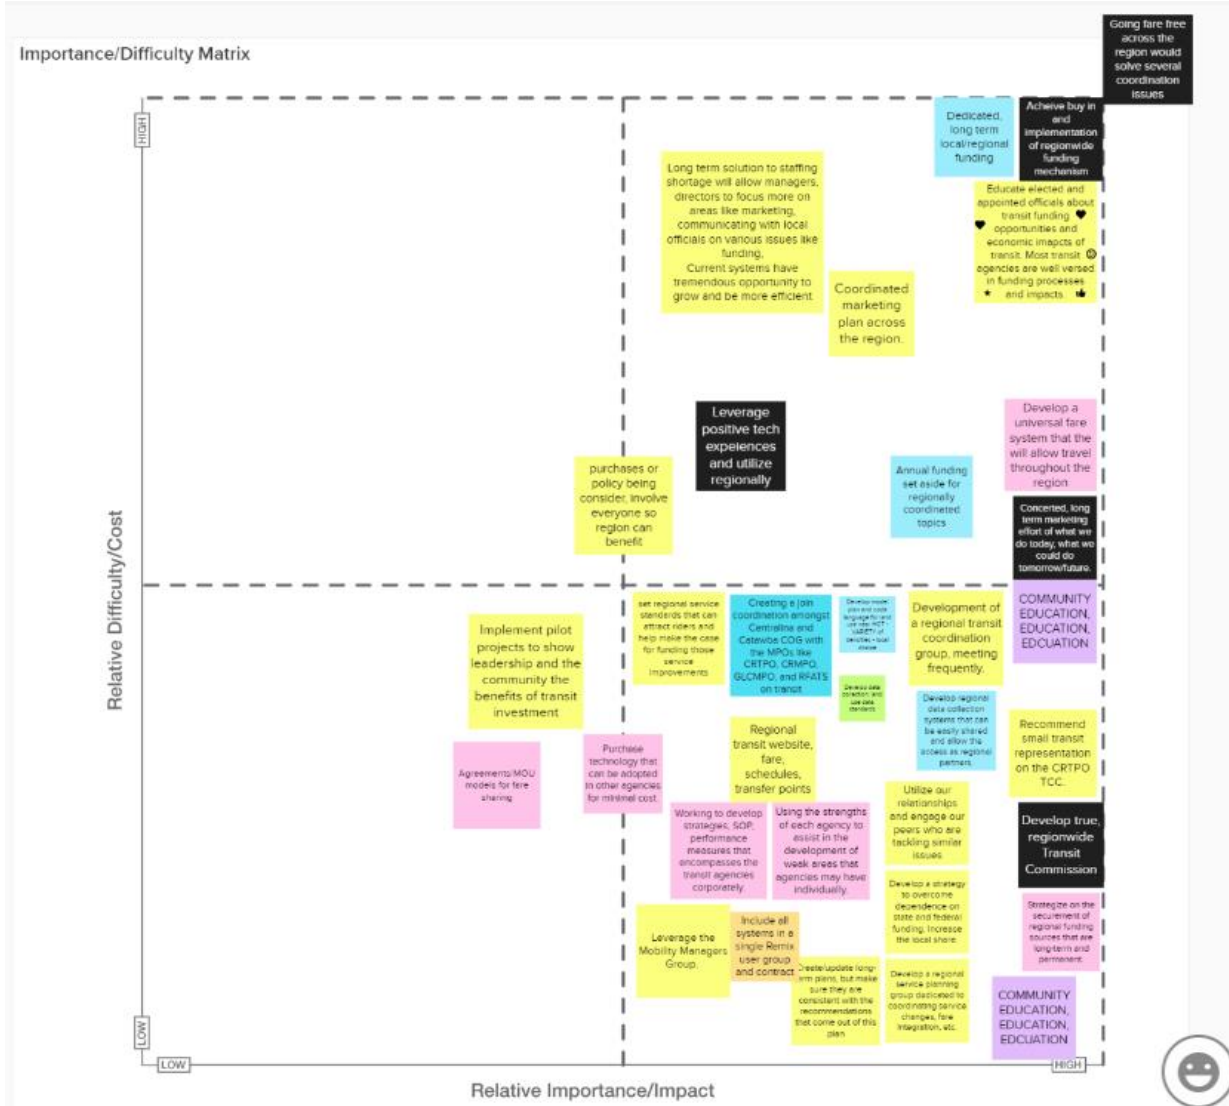 Going fare free
across the
region would
solve several
coordination
issues
Importance/Difficulty Matrix
HIGH
Dedicated,
long term
local/regional
funding
Acheive buy in
and
implementation
of regionwide
funding
mechanism
Long term solution to staffing
shortage will allow managers,
directors to focus more on
areas like marketing,
communicating with local
officials on various issues like
funding.
Current systems have
tremendous opportunity to
grow and be more efficient
Educate elected and
appointed officials about
transit funding
opportunities and
economic imapcts of
transit. Most transit
agencies are well versed
in funding processes
and impacts.
Coordinated
marketing
plan across
the region.
Leverage
positive tech
expeiences
and utilize
regionally
Develop a
universal fare
system that the
will allow travel
throughout the
region
purchases or
policy being
consider, involve
everyone so
region can
benefit
Annual funding
set aside for
regionally
coordinated
topics
Concerted, long
term marketing
effort of what we
do today, what we
could do
tomorrow/future.
Relative Difficulty/Cost
COMMUNITY
EDUCATION,
EDUCATION,
EDCUATION
set regional service
standards that can
attract riders and
help make the case
for funding those
service
improvements
Creating a join
coordination amongst
Centralina and
Catawba COG with
the MPOs like
CRTPO, CRMPO,
GLCMPO, and RFATS
on transit
Develop model
plan and code
language for land
use
VARIETY of
densities - local
choice
Development of
a regional transit
coordination
group, meeting
frequently.
Implement pilot
projects to show
leadership and the
community the
benefits of transit
investment
Develop data
collection and
use data
standards
Develop regional
data collection
systems that can
be easily shared
and allow the
access as regional
partners.
Recommend
small transit
representation
on the CRTPO
TCC.
Regional
transit website,
fare,
schedules,
transfer points
Purchase
technology that
can be adopted
in other agencies
for minimal cost
Agreements/MOU
models for fare
sharing
Utilize our
relationships
and engage our
peers who are
tackling similar
issues
Working to develop
strategies, SOP,
performance
measures that
encompasses the
transit agencies
corporately.
Using the strengths
of each agency to
assist in the
development of
weak areas that
agencies may have
individually.
Develop true,
regionwide
Transit
Commission
Develop a strategy
to overcome
dependence on
state and federal
funding. Increase
the local share.
Strategize on the
securement of
regional funding
sources that are
long-term and
permanent.
Leverage the
Mobility Managers
Group.
Include all
systems in a
single Remix
user group
and contract
Create/update long-
term plans, but make
sure they are
consistent with the
recommendations
that come out of this
plan
Develop a regional
service planning
group dedicated to
coordinating service
changes, fare
integration, etc.
COMMUNITY
EDUCATION,
EDUCATION,
EDCUATION
LOW
LOW
HIGH
Relative Importance/Impact